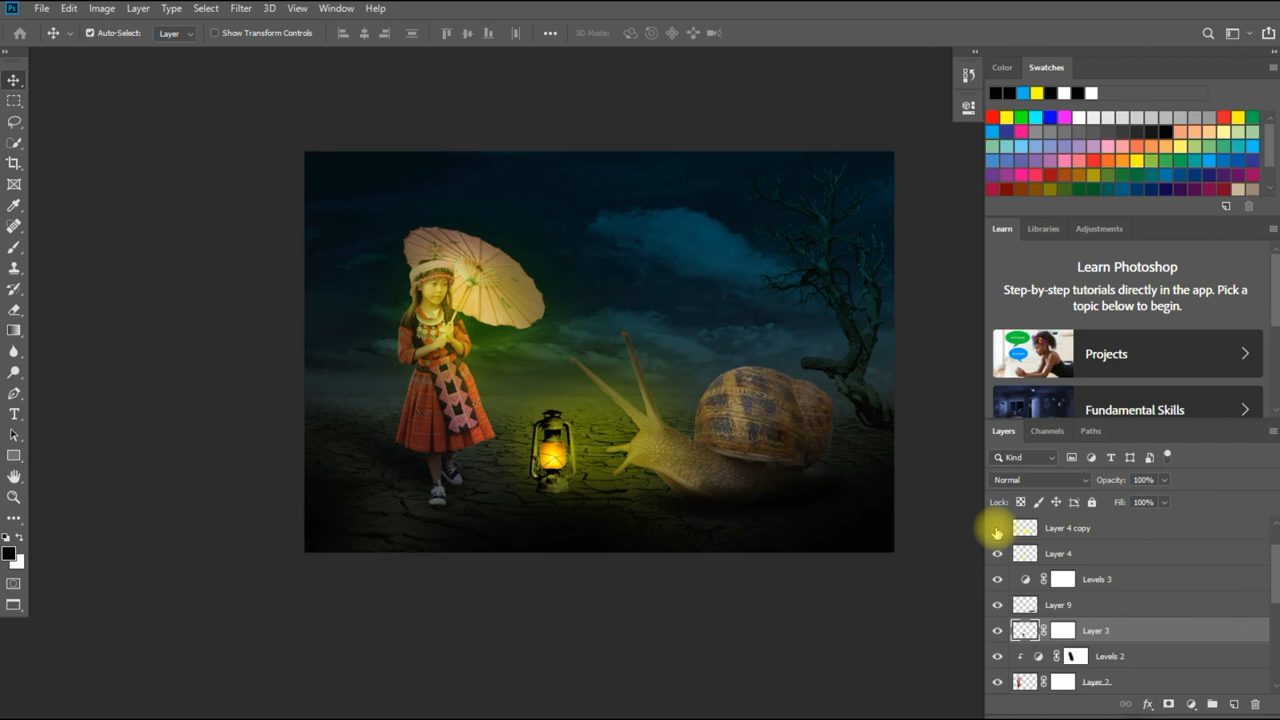 Ps File Edit Image Layer Type Select Filter 3D View Window Help
Auto-Select: Layer Show Transform Controls 3D Mode:
Color Swatches
Learn Libraries Adjustments
Learn Photoshop
Step-by-step tutorials directly in the app. Pick a
topic below to begin.
Projects
Fundamental Skills
Layers Channels Paths
Kind
Normal Opacity: 100%
Lock: Fill: 100%
Layer 4 copy
Layer 4
Levels 3
Layer 9
Layer 3
Levels 2
Layer 2